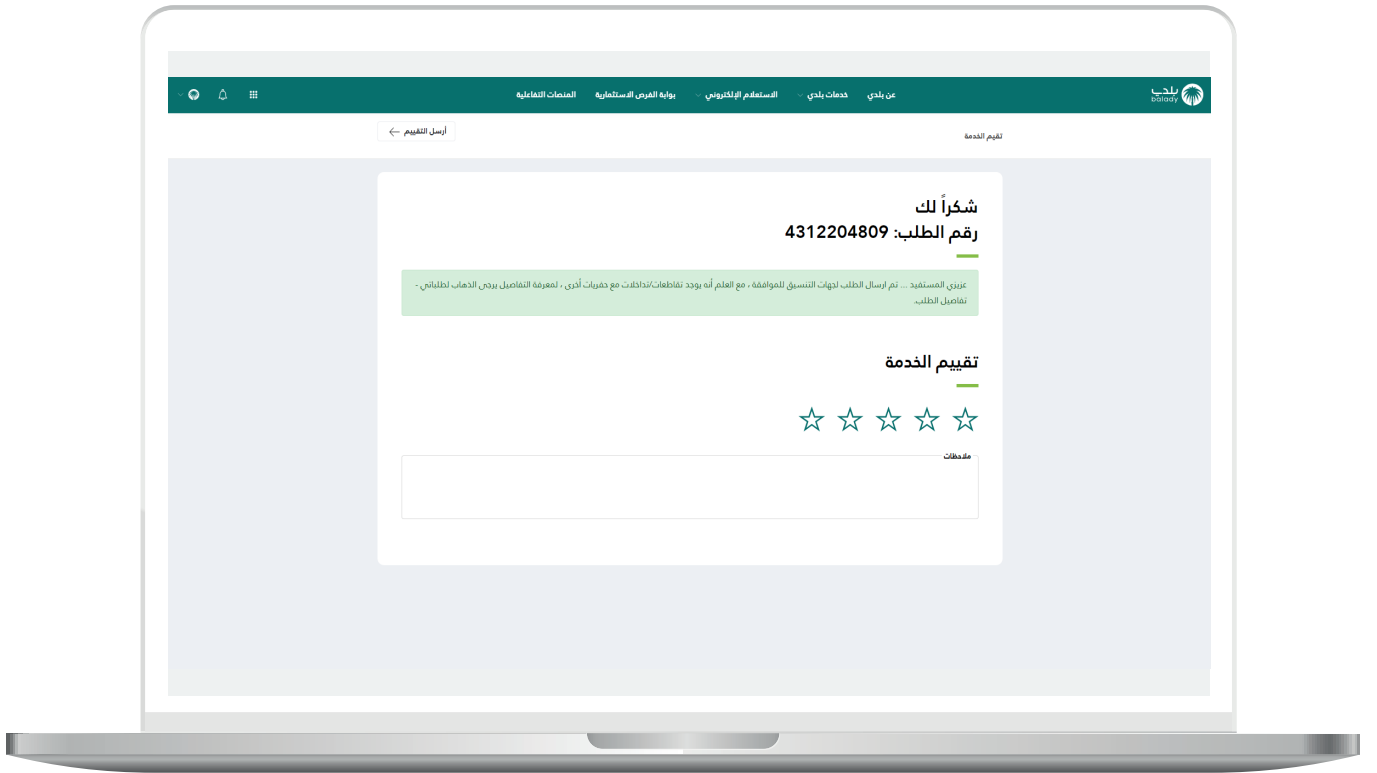 بلدي
balady
عن بلدي
خدمات بلدي
الاستعلام الإلكتروني
بوابة الفرص الاستثمارية
المنصات التفاعلية
تقيم الخدمة
أرسل التقييم
شكراً لك
رقم الطلب: 4312204809
عزيزي المستفيد ... تم ارسال الطلب لجهات التنسيق للموافقة ، مع العلم أنه يوجد تقاطعات/تداخلات مع حفريات أخرى ، لمعرفة التفاصيل يرجى الذهاب لطلباتي -
تفاصيل الطلب.
تقييم الخدمة
ملاحظات